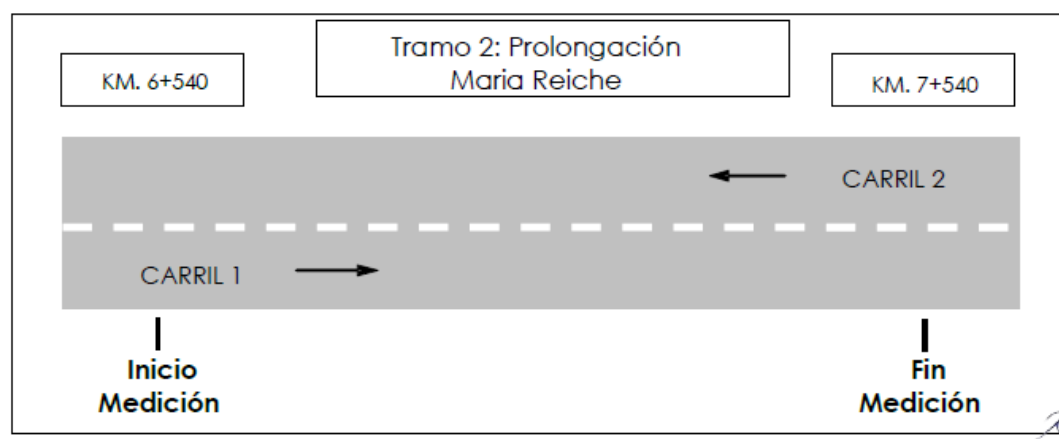 Tramo 2: Prolongación
Maria Reiche
KM. 6+540
KM. 7+540
CARRIL 2
CARRIL 1
Inicio
Medición
Fin
Medición